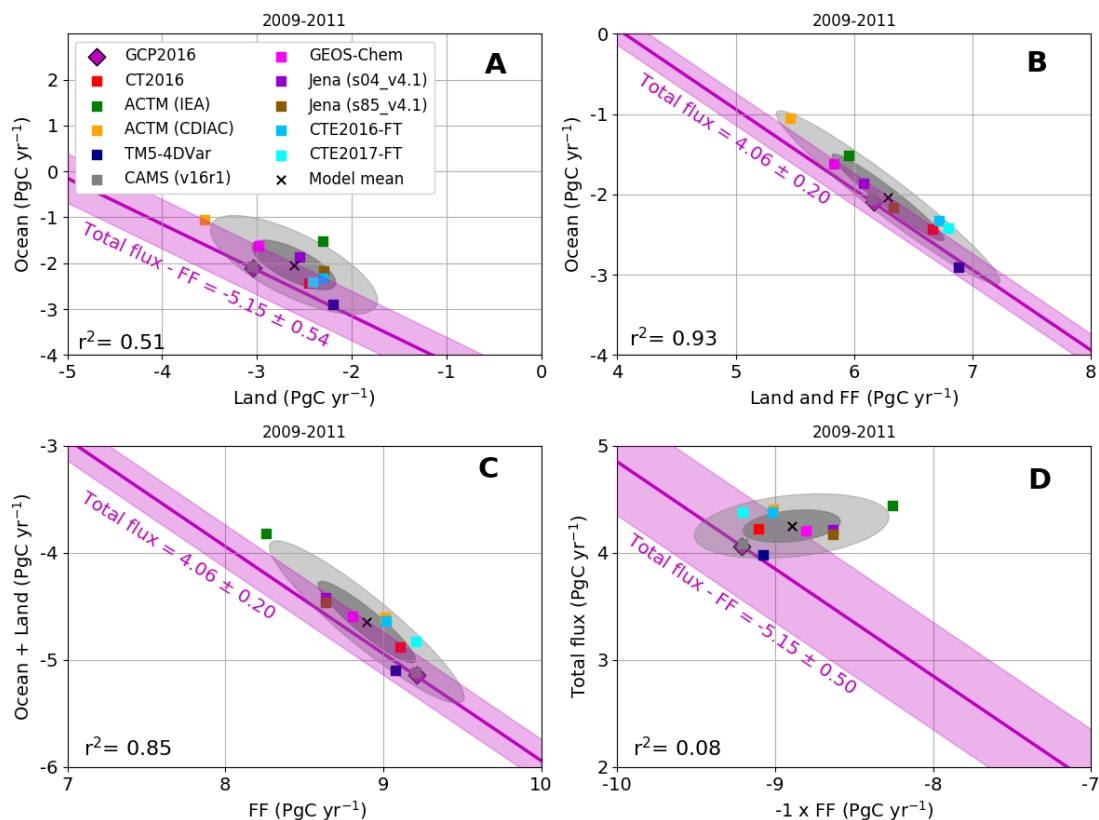 2009-2011
A
GCP2016
CT2016
ACTM (IEA)
ACTM (CDIAC)
TM5-4DVar
CAMS (v16r1)
GEOS-Chem
Jena (s04_v4.1)
Jena (s85_v4.1)
CTE2016-FT
CTE2017-FT
Model mean
Total flux - FF = -5.15 ± 0.54
r²= 0.51
2
1
0
-1
-2
-3
-4
Ocean (PgC yr⁻¹)
-5 -4 -3 -2 -1 0
Land (PgC yr⁻¹)
2009-2011
B
Total flux = 4.06 ± 0.20
r²= 0.93
0
-1
-2
-3
-4
Ocean (PgC yr⁻¹)
4 5 6 7 8
Land and FF (PgC yr⁻¹)
2009-2011
C
Total flux = 4.06 ± 0.20
r²= 0.85
-3
-4
-5
-6
Ocean + Land (PgC yr⁻¹)
7 8 9 10
FF (PgC yr⁻¹)
2009-2011
D
Total flux - FF = -5.15 ± 0.50
r²= 0.08
5
4
3
2
Total flux (PgC yr⁻¹)
-10 -9 -8 -7
-1 x FF (PgC yr⁻¹)